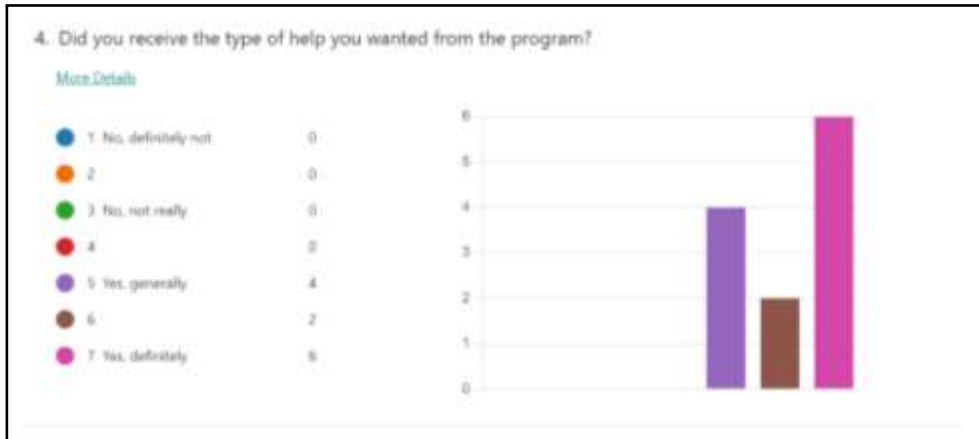 4. Did you receive the type of help you wanted from the program?
More Details
1 No, definitely not 0
2 0
3 No, not really 0
4 0
5 Yes, generally 4
6 2
7 Yes, definitely 6
6
5
4
3
2
1
0